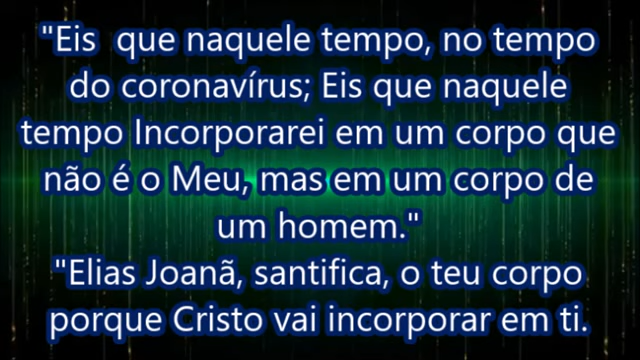 "Eis  que naquele tempo, no tempo
do coronavírus; Eis que naquele
tempo Incorporarei em um corpo que
não é o Meu, mas em um corpo de
um homem."
"Elias Joanã, santifica, o teu corpo
porque Cristo vai incorporar em ti.